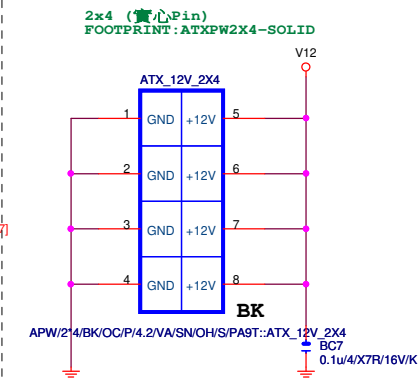 2x4 (實心Pin)
FOOTPRINT:ATXPW2X4-SOLID
V12
ATX_12V_2X4
1 GND +12V 5
2 GND +12V 6
3 GND +12V 7
7]
4 GND +12V 8
BK
APW/2*4/BK/OC/P/4.2/VA/SN/OH/S/PA9T::ATX_12V_2X4
BC7
0.1u/4/X7R/16V/K